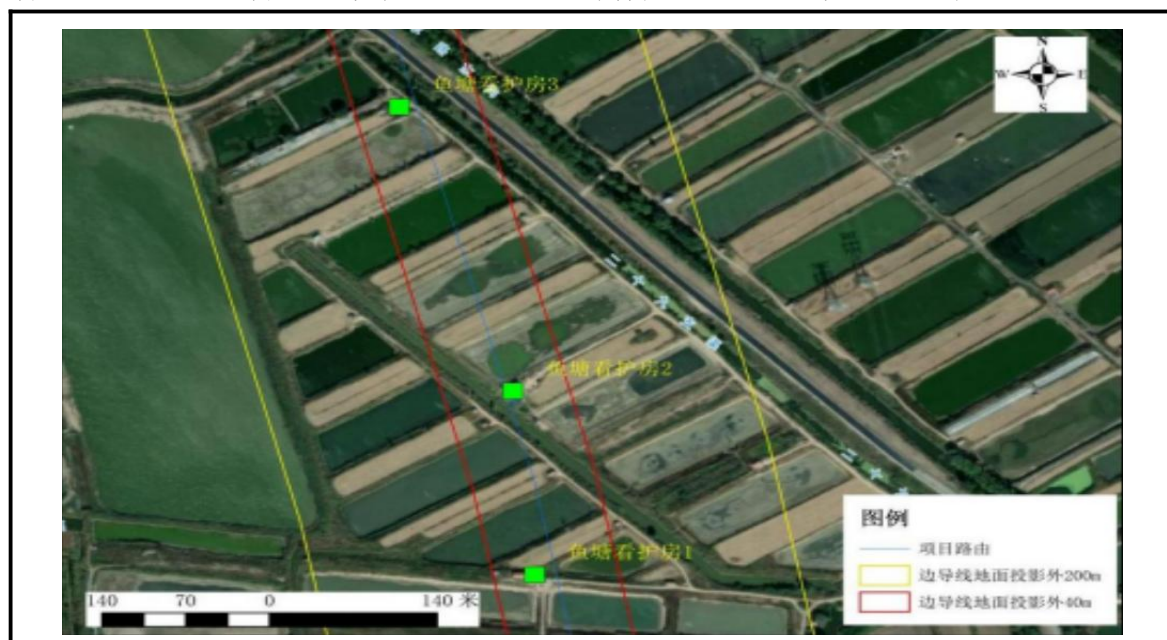 鱼塘看护房3
N
W E
S
鱼塘看护房2
鱼塘看护房1
图例
项目路由
边导线地面投影外200m
边导线地面投影外40m
140 70 0 140 米